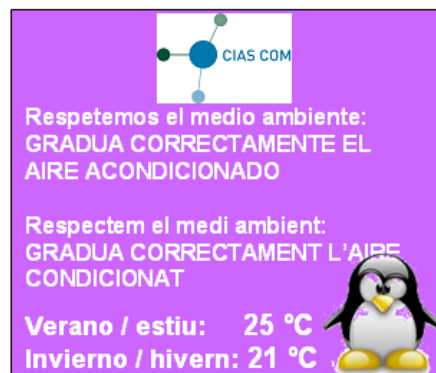 CIAS COM
Respetemos el medio ambiente:
GRADUA CORRECTAMENTE EL
AIRE ACONDICIONADO
Respectem el medi ambient:
GRADUA CORRECTAMENT L'AIRE
CONDICIONAT
Verano / estiu: 25 ºC
Invierno / hivern: 21 ºC